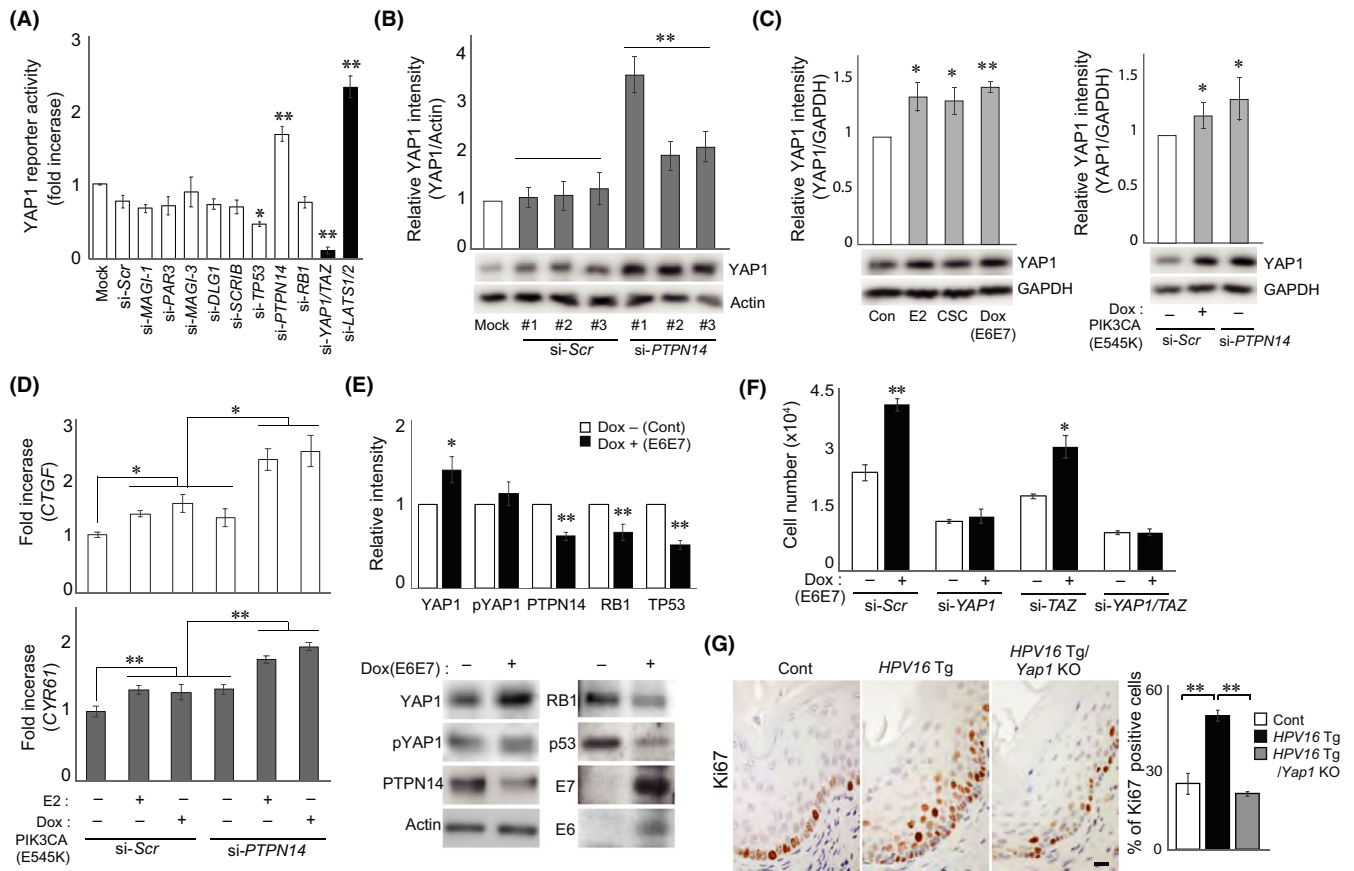 (A)
YAP1 reporter activity
(fold incerase)
3
2
1
0
**
**
*
**
Mock
si-Scr
si-MAGI-1
si-PAR3
si-MAGI-3
si-DLG1
si-SCRIB
si-TP53
si-PTPN14
si-RB1
si-YAP1/TAZ
si-LATS1/2
(B)
Relative YAP1 intensity
(YAP1/Actin)
4
3
2
1
0
**
YAP1
Actin
Mock #1 #2 #3 #1 #2 #3
si-Scr si-PTPN14
(C)
Relative YAP1 intensity
(YAP1/GAPDH)
1.5
1
0.5
0
* * **
YAP1
GAPDH
Con E2 CSC Dox
(E6E7)
Relative YAP1 intensity
(YAP1/GAPDH)
1.5
1
0.5
0
* *
YAP1
GAPDH
Dox : – + –
PIK3CA
(E545K)
si-Scr si-PTPN14
(D)
Fold incerase
(CTGF)
3
2
1
0
*
*
Fold incerase
(CYR61)
2
1
0
**
**
E2 : – + – – + –
Dox : – – + – – +
PIK3CA
(E545K)
si-Scr si-PTPN14
(E)
Relative intensity
2
1
0
Dox – (Cont)
Dox + (E6E7)
* ** ** **
YAP1 pYAP1 PTPN14 RB1 TP53
Dox(E6E7) : – + – +
YAP1 RB1
pYAP1 p53
PTPN14 E7
Actin E6
(F)
Cell number (x10⁴)
4.5
3
1.5
0
** *
Dox : – + – + – + – +
(E6E7)
si-Scr si-YAP1 si-TAZ si-YAP1/TAZ
(G)
Cont HPV16 Tg HPV16 Tg/
Yap1 KO
Ki67
% of Ki67 positive cells
60
30
0
** **
Cont
HPV16 Tg
HPV16 Tg
/Yap1 KO